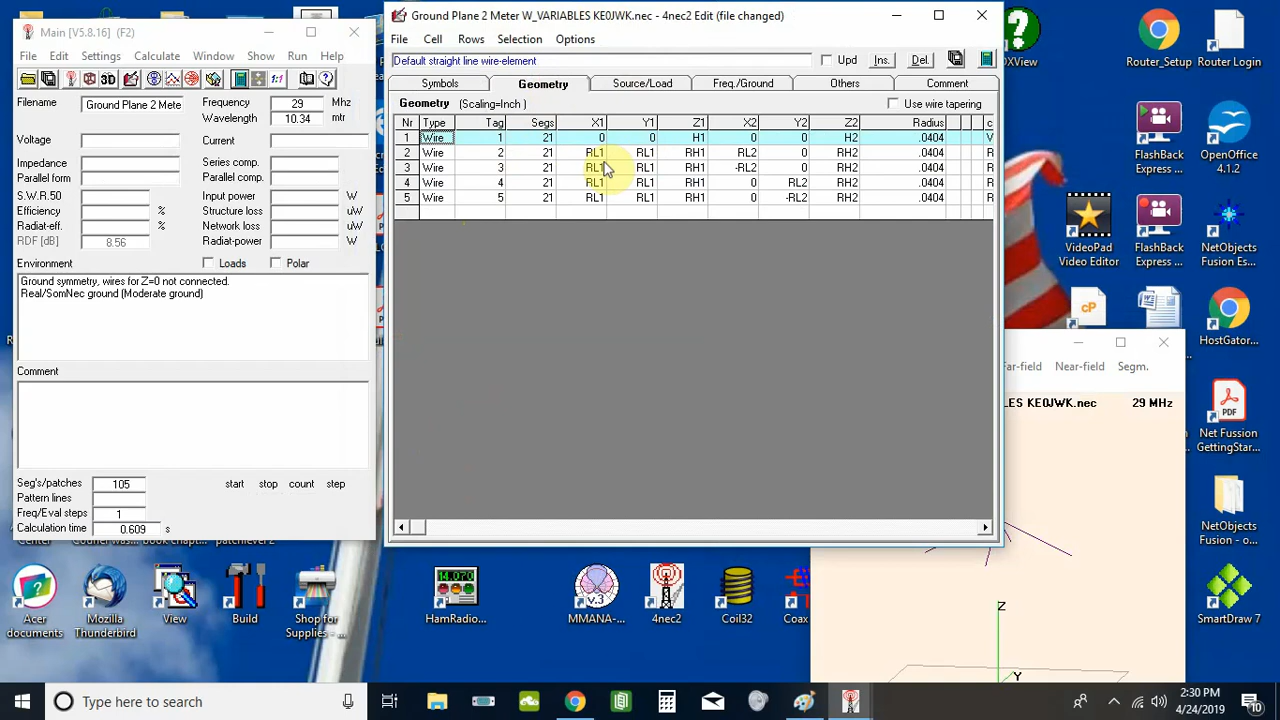 Main [V5.8.16] (F2)
File Edit Settings Calculate Window Show Run Help
3D
1:1
Filename Ground Plane 2 Mete
Frequency 29 Mhz
Wavelength 10.34 mtr
Voltage
Current
Impedance
Series comp.
Parallel form
Parallel comp.
S.W.R.50
Input power W
Efficiency %
Structure loss uW
Radiat-eff. %
Network loss uW
RDF [dB] 8.56
Radiat-power W
Environment
Loads
Polar
Ground symmetry, wires for Z=0 not connected.
Real/SomNec ground (Moderate ground)
Comment
Seg's/patches 105
start stop count step
Pattern lines
Freq/Eval steps 1
Calculation time 0.609 s
Ground Plane 2 Meter W_VARIABLES KE0JWK.nec - 4nec2 Edit (file changed)
File Cell Rows Selection Options
Default straight line wire-element
Upd Ins. Del.
Symbols Geometry Source/Load Freq./Ground Others Comment
Geometry (Scaling=Inch )
Use wire tapering
Nr Type Tag Segs X1 Y1 Z1 X2 Y2 Z2 Radius c
1 Wire 1 21 0 0 H1 0 0 H2 .0404 V
2 Wire 2 21 RL1 RL1 RH1 RL2 0 RH2 .0404 R
3 Wire 3 21 RL1 RL1 RH1 -RL2 0 RH2 .0404 R
4 Wire 4 21 RL1 RL1 RH1 0 RL2 RH2 .0404 R
5 Wire 5 21 RL1 RL1 RH1 0 -RL2 RH2 .0404 R
Far-field Near-field Segm.
LES KE0JWK.nec 29 MHz
Z
Y
DXView
Router_Setup
Router Login
FlashBack Express ...
OpenOffice 4.1.2
VideoPad Video Editor
FlashBack Express ...
NetObjects Fusion Es...
cP
HostGator...
PDF
Net Fussion GettingStar...
NetObjects Fusion - o...
SmartDraw 7
Acer documents
Mozilla Thunderbird
View
Build
Shop for Supplies - ...
14.070
HamRadio...
v.3
MMANA-...
4nec2
Coil32
Coax
Type here to search
2:30 PM
4/24/2019
10